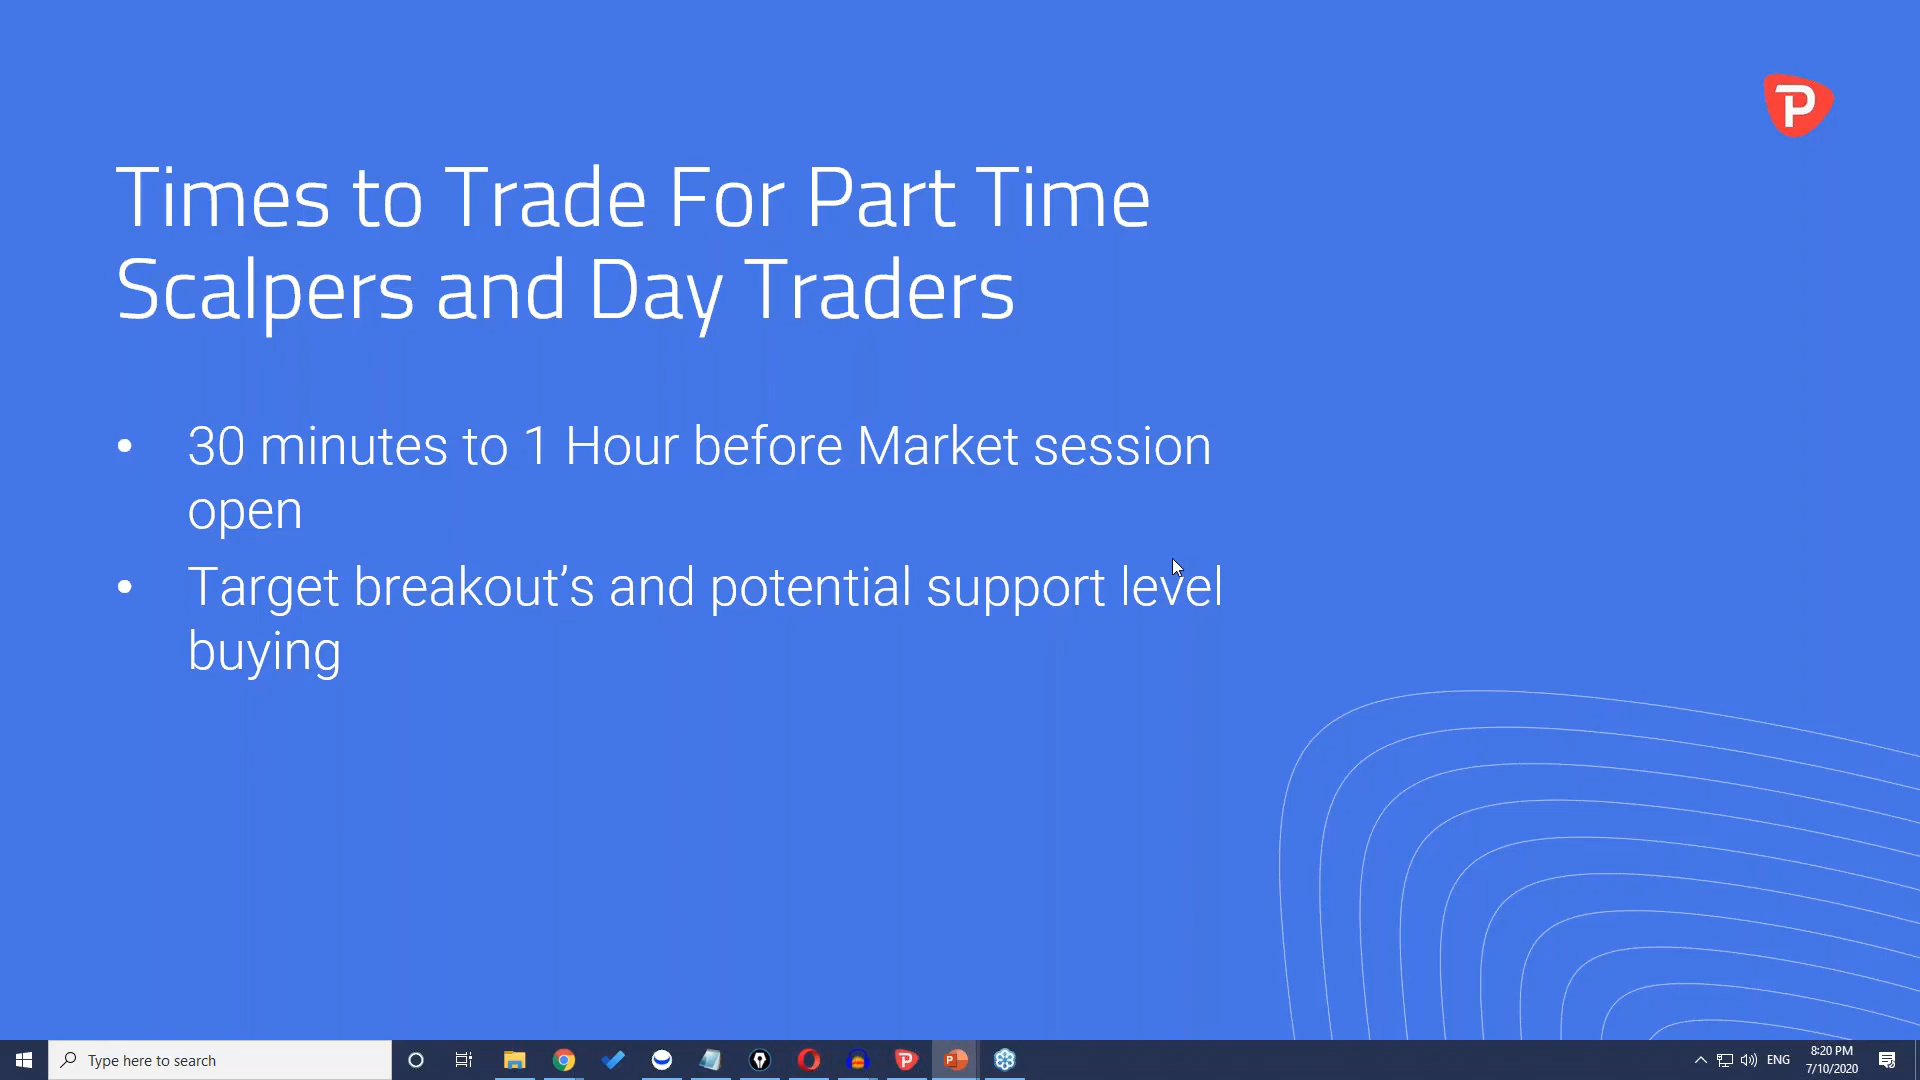 P
Times to Trade For Part Time
Scalpers and Day Traders
• 30 minutes to 1 Hour before Market session
open
• Target breakout’s and potential support level
buying
Type here to search
ENG
8:20 PM
7/10/2020